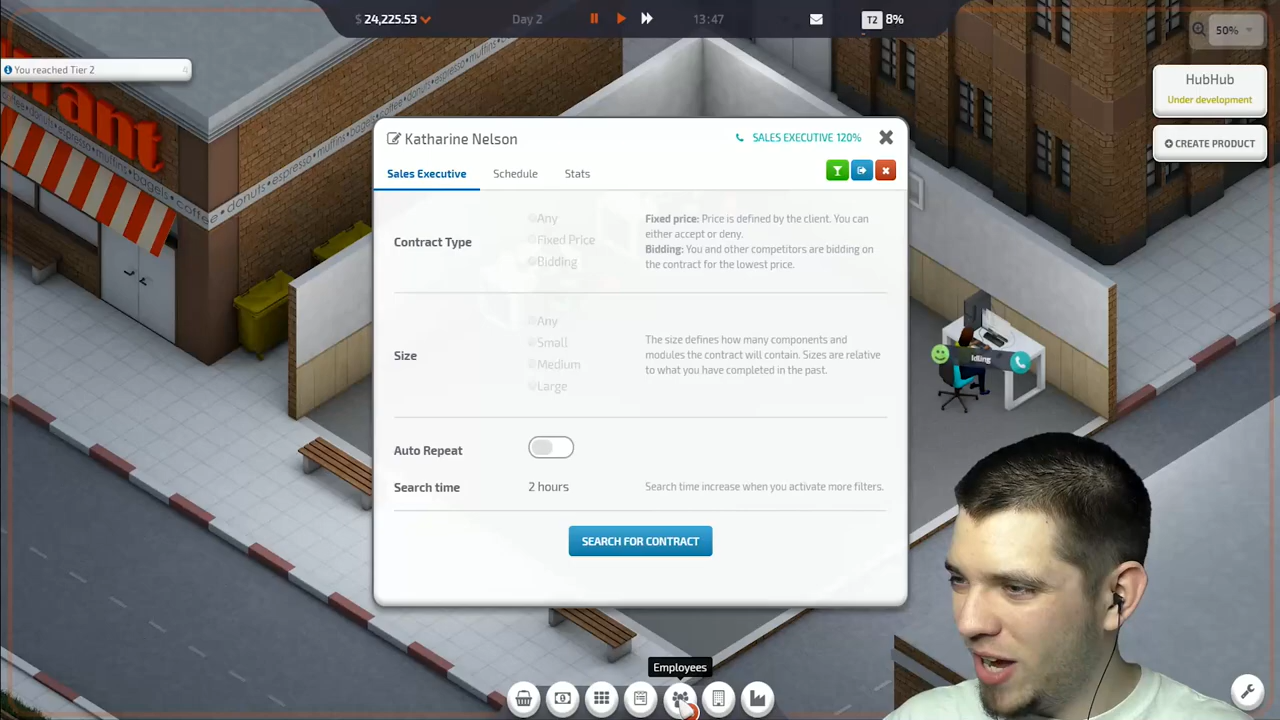 $ 24,225.53
Day 2
13:47
T2 8%
50%
You reached Tier 2
4
HubHub
Under development
CREATE PRODUCT
rant
donuts·espresso·muffins
Katharine Nelson
SALES EXECUTIVE 120%
Sales Executive
Schedule
Stats
Contract Type
Any
Fixed Price
Bidding
Fixed price: Price is defined by the client. You can
either accept or deny.
Bidding: You and other competitors are bidding on
the contract for the lowest price.
Size
Any
Small
Medium
Large
The size defines how many components and
modules the contract will contain. Sizes are relative
to what you have completed in the past.
Auto Repeat
Search time
2 hours
Search time increase when you activate more filters.
SEARCH FOR CONTRACT
Idling
Employees